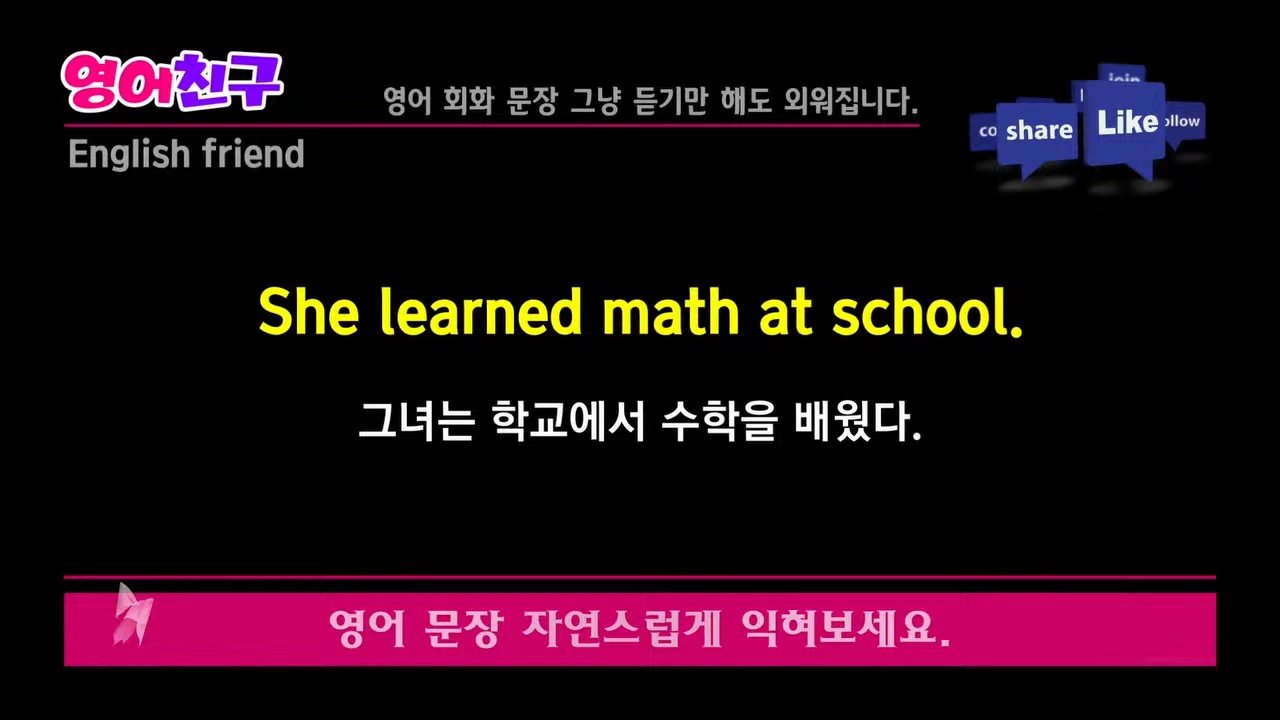 영어친구
영어 회화 문장 그냥 듣기만 해도 외워집니다.
English friend
join
share
Like
She learned math at school.
그녀는 학교에서 수학을 배웠다.
영어 문장 자연스럽게 익혀보세요.